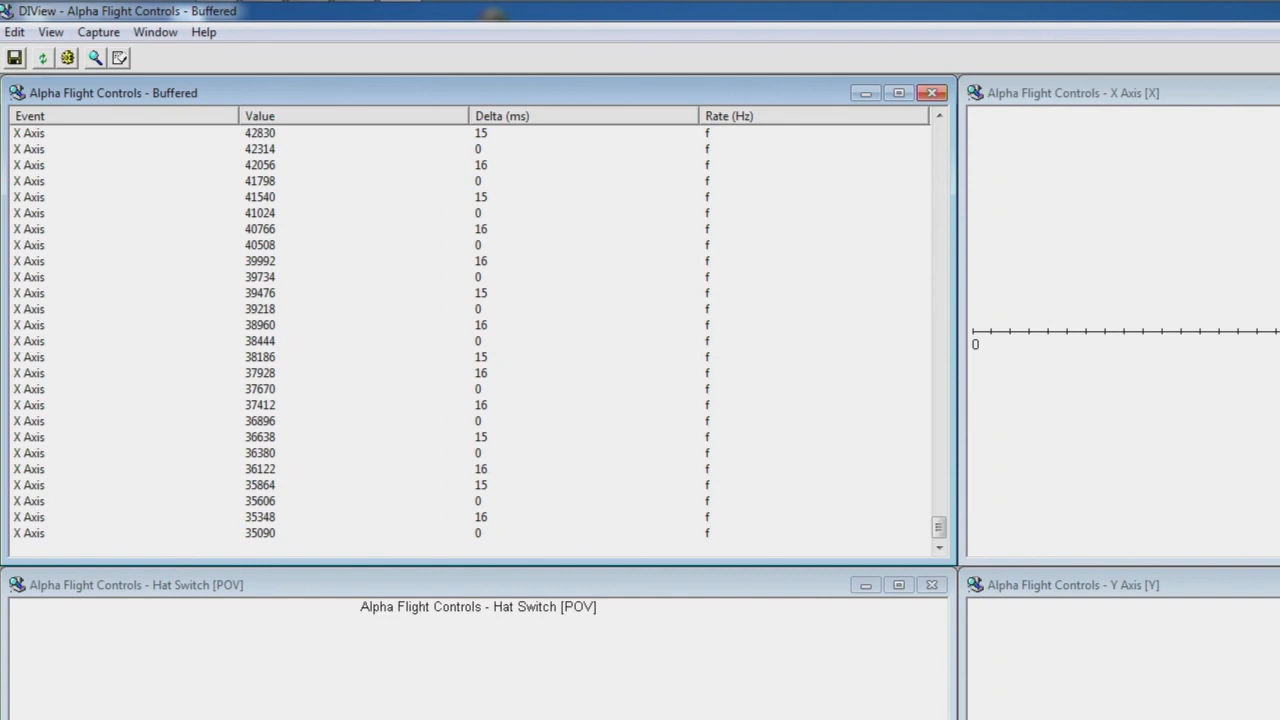 DIView - Alpha Flight Controls - Buffered
Edit View Capture Window Help
Alpha Flight Controls - Buffered
Event Value Delta (ms) Rate (Hz)
X Axis 42830 15 f
X Axis 42314 0 f
X Axis 42056 16 f
X Axis 41798 0 f
X Axis 41540 15 f
X Axis 41024 0 f
X Axis 40766 16 f
X Axis 40508 0 f
X Axis 39992 16 f
X Axis 39734 0 f
X Axis 39476 15 f
X Axis 39218 0 f
X Axis 38960 16 f
X Axis 38444 0 f
X Axis 38186 15 f
X Axis 37928 16 f
X Axis 37670 0 f
X Axis 37412 16 f
X Axis 36896 0 f
X Axis 36638 15 f
X Axis 36380 0 f
X Axis 36122 16 f
X Axis 35864 15 f
X Axis 35606 0 f
X Axis 35348 16 f
X Axis 35090 0 f
Alpha Flight Controls - X Axis [X]
0
Alpha Flight Controls - Hat Switch [POV]
Alpha Flight Controls - Hat Switch [POV]
Alpha Flight Controls - Y Axis [Y]